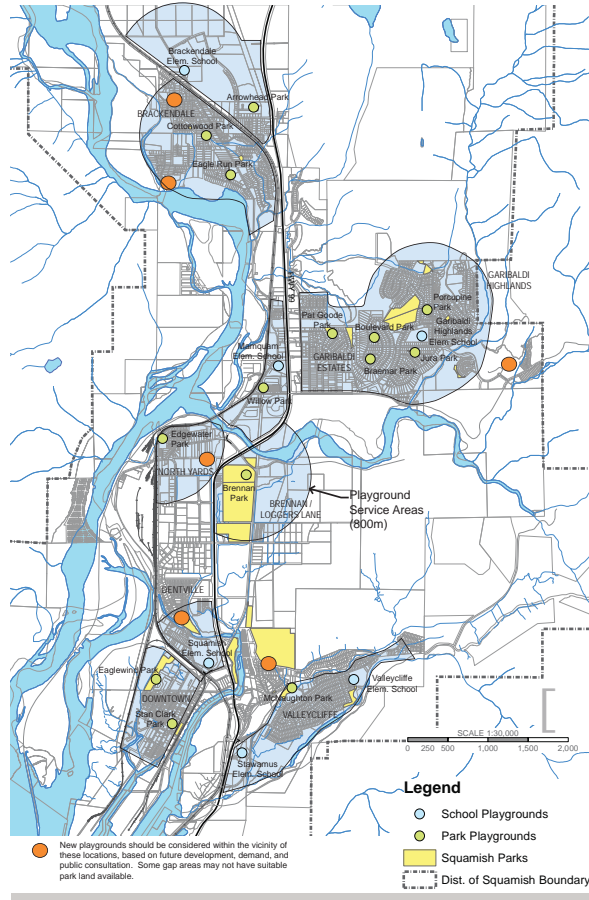 Brackendale
Elem. School
Arrowhead Park
BRACKENDALE
Cottonwood Park
Eagle Run Park
HWY 99
GARIBALDI
HIGHLANDS
Porcupine
Park
Pat Goode
Park
Boulevard Park
Garibaldi
Highlands
Elem School
Mamquam
Elem. School
GARIBALDI
ESTATES
Jura Park
Braemar Park
Willow Park
Edgewater
Park
NORTH YARDS
Brennan
Park
BRENNAN /
LOGGERS LANE
Playground
Service Areas
(800m)
DENTVILLE
Squamish
Elem. School
Eaglewind Park
Valleycliffe
Elem. School
DOWNTOWN
McNaughton Park
VALLEYCLIFFE
Stan Clark
Park
Stawamus
Elem. School
SCALE 1:30,000
0 250 500 1,000 1,500 2,000
Legend
School Playgrounds
Park Playgrounds
Squamish Parks
Dist. of Squamish Boundary
New playgrounds should be considered within the vicinity of
these locations, based on future development, demand, and
public consultation. Some gap areas may not have suitable
park land available.